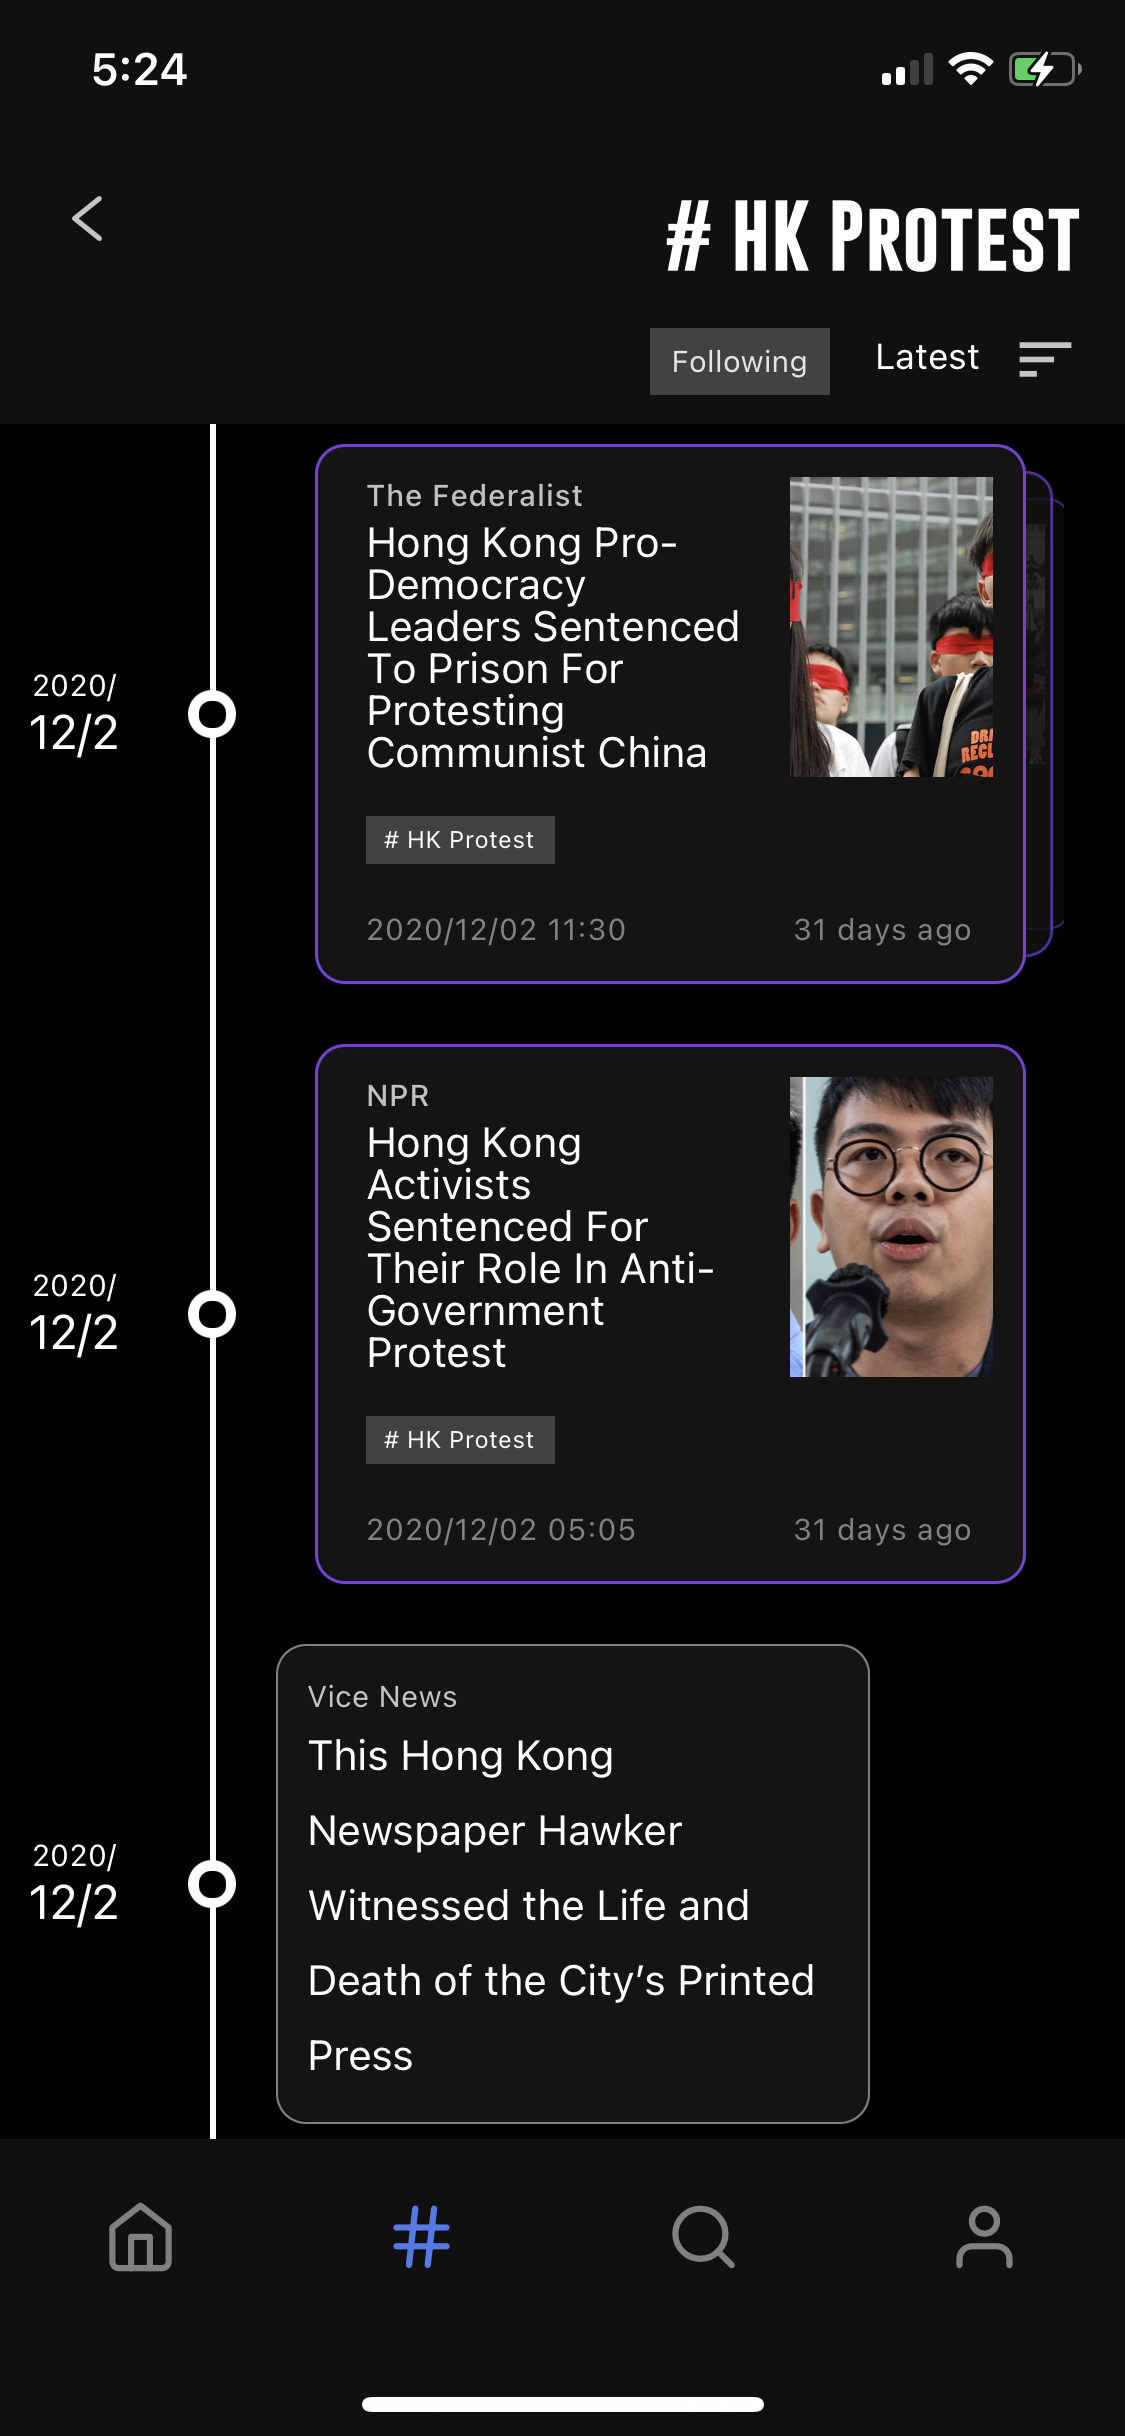 5:24
# HK PROTEST
Following
Latest
The Federalist
Hong Kong Pro-
Democracy
Leaders Sentenced
To Prison For
Protesting
Communist China
2020/
12/2
# HK Protest
2020/12/02 11:30
31 days ago
NPR
Hong Kong
Activists
Sentenced For
Their Role In Anti-
Government
Protest
2020/
12/2
# HK Protest
2020/12/02 05:05
31 days ago
Vice News
This Hong Kong
Newspaper Hawker
Witnessed the Life and
Death of the City’s Printed
Press
2020/
12/2